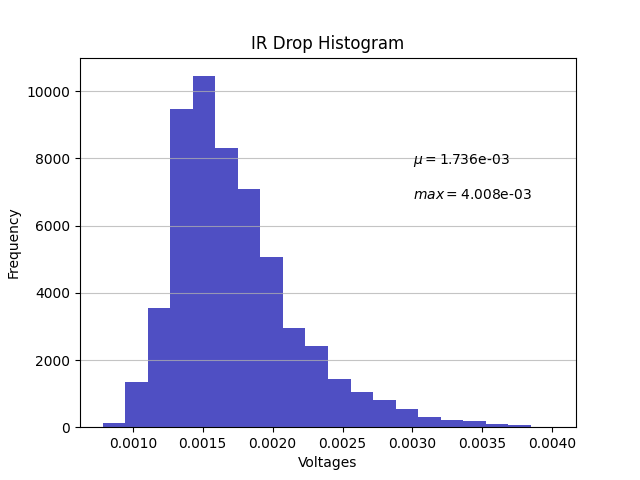 IR Drop Histogram
10000
8000
6000
4000
2000
0
Frequency
μ = 1.736e-03
max = 4.008e-03
0.0010 0.0015 0.0020 0.0025 0.0030 0.0035 0.0040
Voltages